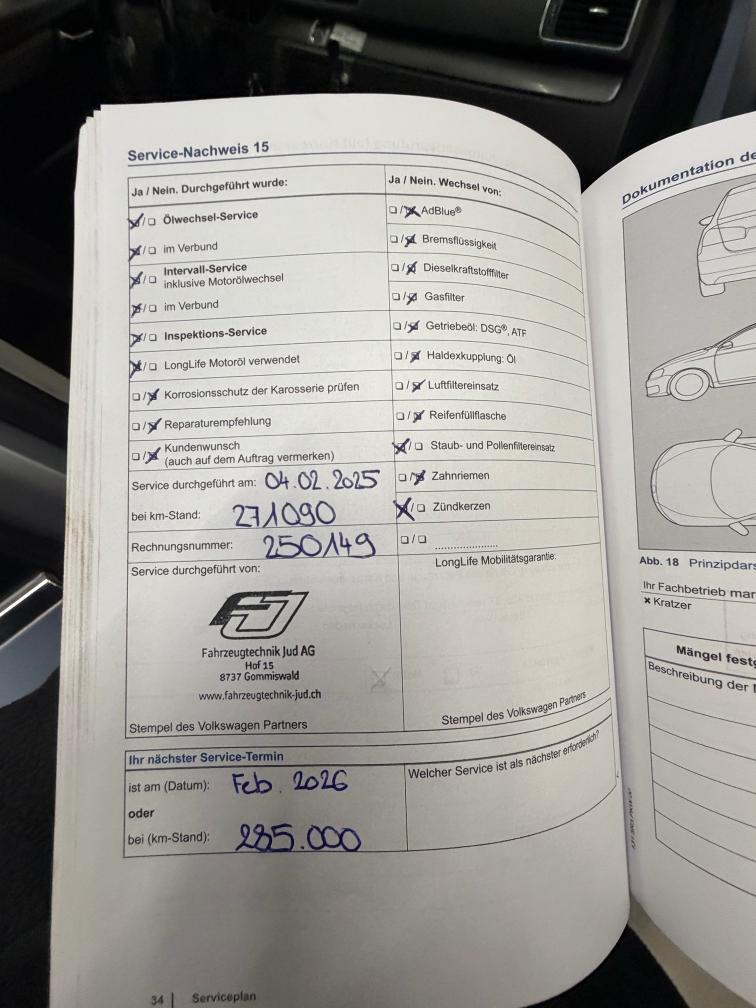 Service-Nachweis 15
Ja / Nein. Durchgeführt wurde:
☒/☐ Ölwechsel-Service
☒/☐ im Verbund
☒/☐ Intervall-Service
inklusive Motorölwechsel
☒/☐ im Verbund
☒/☐ Inspektions-Service
☒/☐ LongLife Motoröl verwendet
☐/☒ Korrosionsschutz der Karosserie prüfen
☐/☒ Reparaturempfehlung
☐/☒ Kundenwunsch
(auch auf dem Auftrag vermerken)
Service durchgeführt am: 04.02.2025
bei km-Stand: 271090
Rechnungsnummer: 250149
Service durchgeführt von:
FJ
Fahrzeugtechnik Jud AG
Hof 15
8737 Gommiswald
www.fahrzeugtechnik-jud.ch
Stempel des Volkswagen Partners
Ja / Nein. Wechsel von:
☐/☒ AdBlue®
☐/☒ Bremsflüssigkeit
☐/☒ Dieselkraftstofffilter
☐/☒ Gasfilter
☐/☒ Getriebeöl: DSG®, ATF
☐/☒ Haldexkupplung: Öl
☐/☒ Luftfiltereinsatz
☐/☒ Reifenfüllflasche
☒/☐ Staub- und Pollenfiltereinsatz
☐/☒ Zahnriemen
☒/☐ Zündkerzen
☐/☐ ......................
LongLife Mobilitätsgarantie:
Stempel des Volkswagen Partners
Ihr nächster Service-Termin
ist am (Datum): Feb. 2026
oder
bei (km-Stand): 285.000
Welcher Service ist als nächster erforderlich?
34 | Serviceplan
Dokumentation de
Abb. 18 Prinzipdars
Ihr Fachbetrieb mar
× Kratzer
Mängel festg
Beschreibung der